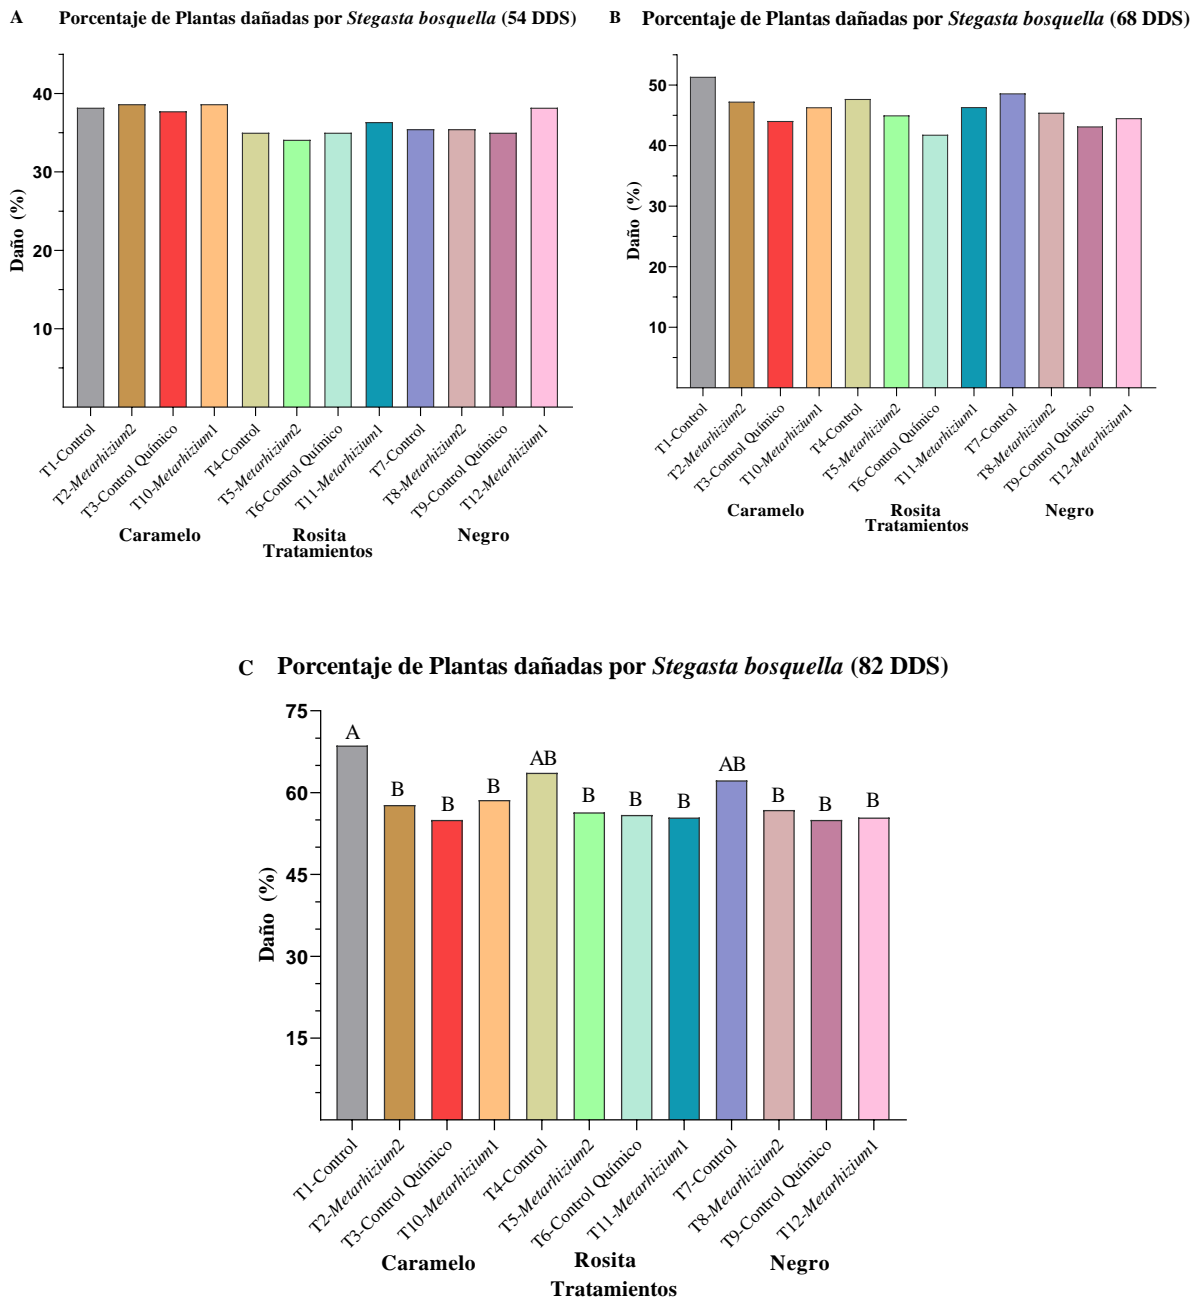 A Porcentaje de Plantas dañadas por Stegasta bosquella (54 DDS)
Daño (%)
40
30
20
10
T1-Control
T2-Metarhizium2
T3-Control Químico
T10-Metarhizium1
T4-Control
T5-Metarhizium2
T6-Control Químico
T11-Metarhizium1
T7-Control
T8-Metarhizium2
T9-Control Químico
T12-Metarhizium1
Caramelo Rosita Negro
Tratamientos
B Porcentaje de Plantas dañadas por Stegasta bosquella (68 DDS)
Daño (%)
50
40
30
20
10
T1-Control
T2-Metarhizium2
T3-Control Químico
T10-Metarhizium1
T4-Control
T5-Metarhizium2
T6-Control Químico
T11-Metarhizium1
T7-Control
T8-Metarhizium2
T9-Control Químico
T12-Metarhizium1
Caramelo Rosita Negro
Tratamientos
C Porcentaje de Plantas dañadas por Stegasta bosquella (82 DDS)
Daño (%)
75
60
45
30
15
A B B B AB B B B AB B B B
T1-Control
T2-Metarhizium2
T3-Control Químico
T10-Metarhizium1
T4-Control
T5-Metarhizium2
T6-Control Químico
T11-Metarhizium1
T7-Control
T8-Metarhizium2
T9-Control Químico
T12-Metarhizium1
Caramelo Rosita Negro
Tratamientos